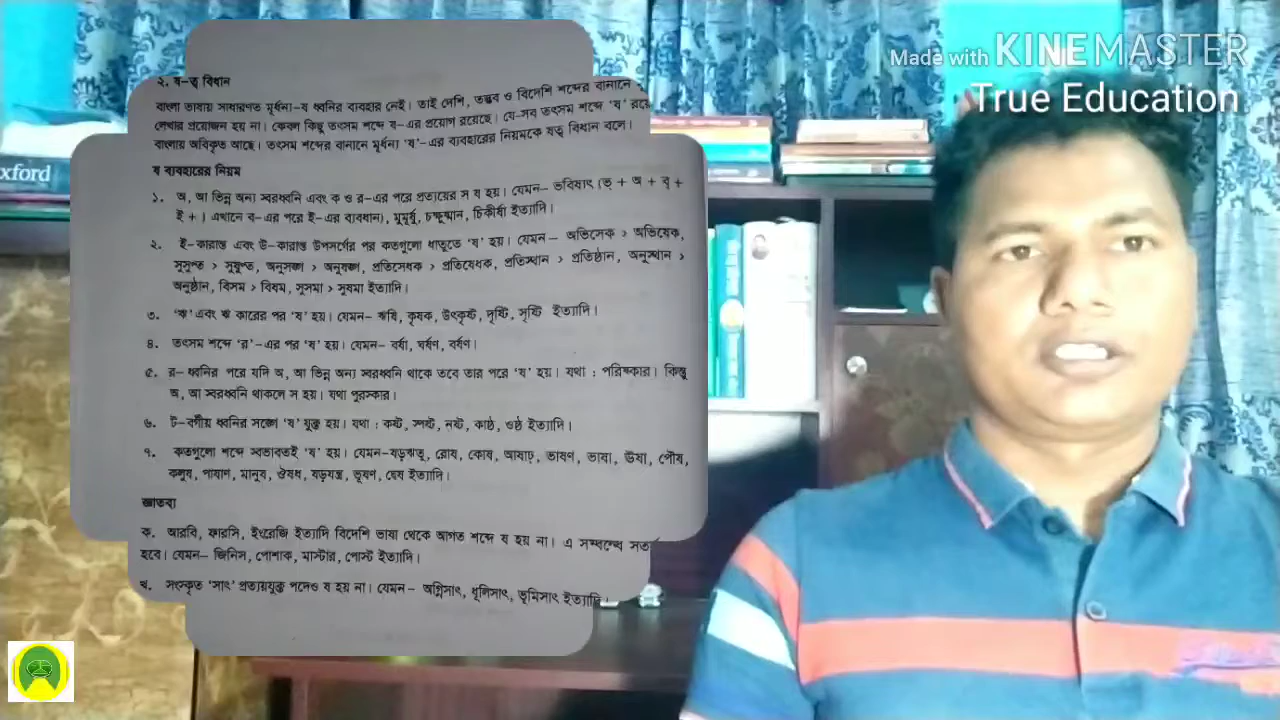 Made with KINEMASTER
True Education
xford
২. ষ-ত্ব বিধান
বাংলা ভাষায় সাধারণত মূর্ধন্য-ষ ধ্বনির ব্যবহার নেই। তাই দেশি, তদ্ভব ও বিদেশি শব্দের বানানে
লেখার প্রয়োজন হয় না। কেবল কিছু তৎসম শব্দে ষ-এর প্রয়োগ রয়েছে। যে-সব তৎসম শব্দে 'ষ' রয়ে
বাংলায় অবিকৃত আছে। তৎসম শব্দের বানানে মূর্ধন্য 'ষ'-এর ব্যবহারের নিয়মকে ষত্ব বিধান বলে।
ষ ব্যবহারের নিয়ম
১. অ, আ ভিন্ন অন্য স্বরধ্বনি এবং ক ও র-এর পরে প্রত্যয়ের স ষ হয়। যেমন- ভবিষ্যৎ (ভ্ + অ + ব্ +
ই + ) এখানে ব-এর পরে ই-এর ব্যবধান), মুমূর্ষু, চক্ষুষ্মান, চিকীর্ষা ইত্যাদি।
২. ই-কারান্ত এবং উ-কারান্ত উপসর্গের পর কতগুলো ধাতুতে 'ষ' হয়। যেমন- অভিসেক > অভিষেক,
সুসুপ্ত > সুষুপ্ত, অনুসঙ্গ > অনুষঙ্গ, প্রতিসেধক > প্রতিষেধক, প্রতিস্থান > প্রতিষ্ঠান, অনুস্থান >
অনুষ্ঠান, বিসম > বিষম, সুসমা > সুষমা ইত্যাদি।
৩. 'ঋ' এবং ঋ কারের পর 'ষ' হয়। যেমন- ঋষি, কৃষক, উৎকৃষ্ট, দৃষ্টি, সৃষ্টি ইত্যাদি।
৪. তৎসম শব্দে 'র'-এর পর 'ষ' হয়। যেমন- বর্ষা, ঘর্ষণ, বর্ষণ।
৫. র- ধ্বনির পরে যদি অ, আ ভিন্ন অন্য স্বরধ্বনি থাকে তবে তার পরে 'ষ' হয়। যথা : পরিষ্কার। কিন্তু
অ, আ স্বরধ্বনি থাকলে স হয়। যথা পুরস্কার।
৬. ট-বর্গীয় ধ্বনির সঙ্গে 'ষ' যুক্ত হয়। যথা : কষ্ট, স্পষ্ট, নষ্ট, কাষ্ঠ, ওষ্ঠ ইত্যাদি।
৭. কতগুলো শব্দে স্বভাবতই 'ষ' হয়। যেমন-ষড়ঋতু, রোষ, কোষ, আষাঢ়, ভাষণ, ভাষা, ঊষা, পৌষ,
কলুষ, পাষাণ, মানুষ, ঔষধ, ষড়যন্ত্র, ভূষণ, দ্বেষ ইত্যাদি।
জ্ঞাতব্য
ক. আরবি, ফারসি, ইংরেজি ইত্যাদি বিদেশি ভাষা থেকে আগত শব্দে ষ হয় না। এ সম্বন্ধে সত
হবে। যেমন- জিনিস, পোশাক, মাস্টার, পোস্ট ইত্যাদি।
খ. সংস্কৃত 'সাৎ' প্রত্যয়যুক্ত পদেও ষ হয় না। যেমন- অগ্নিসাৎ, ধূলিসাৎ, ভূমিসাৎ ইত্যাদি।